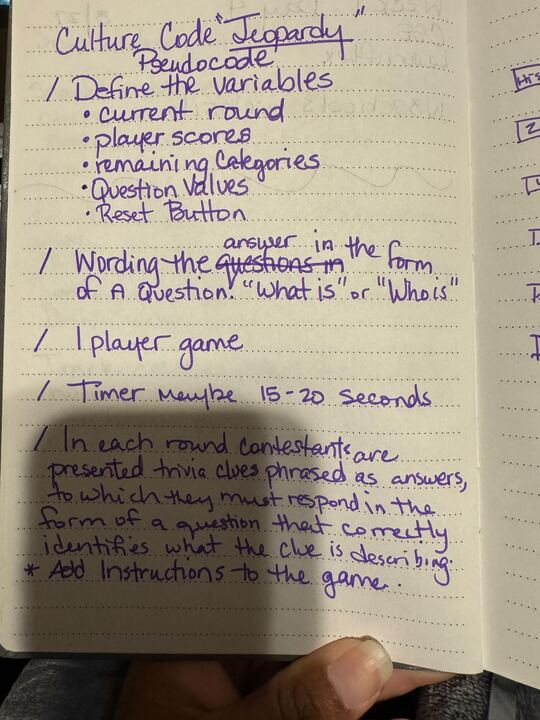 Culture Code "Jeopardy"
Pseudocode
/ Define the variables
• current round
• player scores
• remaining Categories
• Question Values
• Reset Button
/ Wording the questions in answer in the form
of A Question. "What is" or "Who is"
/ 1 player game
/ Timer Maybe 15-20 seconds
/ In each round contestants are
presented trivia clues phrased as answers,
to which they must respond in the
form of a question that correctly
identifies what the clue is describing.
* Add Instructions to the game.
His